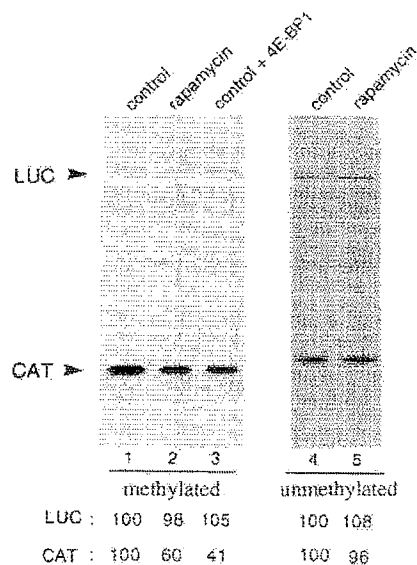 control
rapamycin
control + 4E-BP1
control
rapamycin
LUC
CAT
1 2 3 4 5
methylated unmethylated
LUC : 100 98 105 100 108
CAT : 100 60 41 100 96